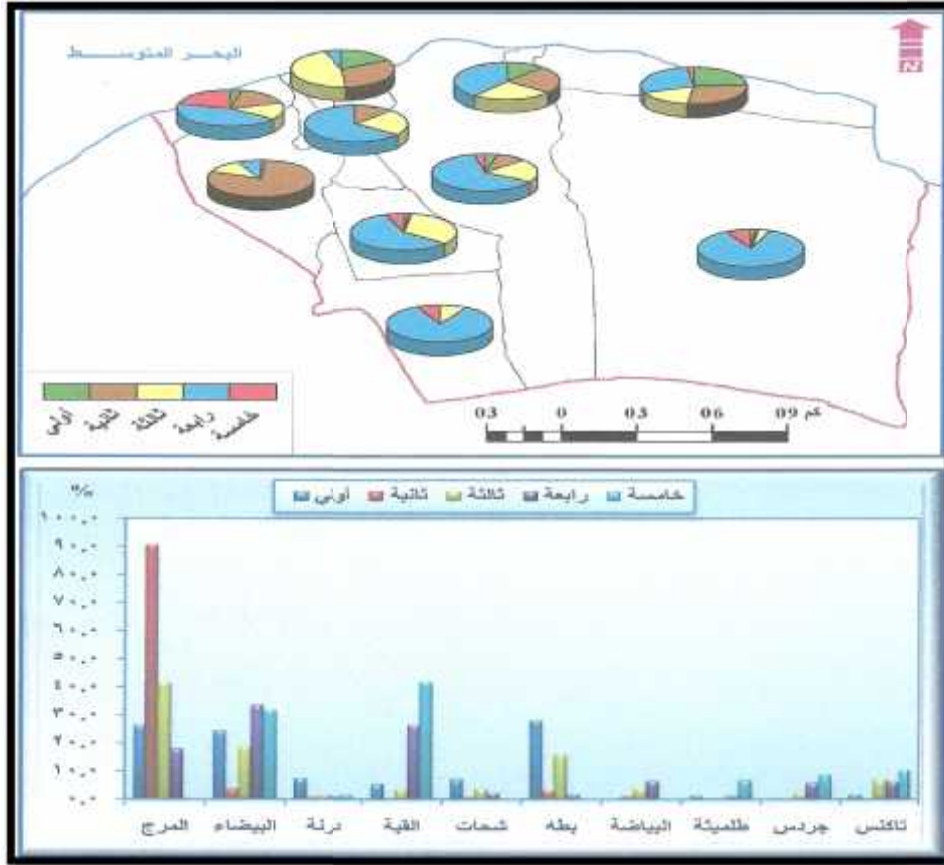 البحر المتوسط
N
أولي ثانية ثالثة رابعة خامسة
03 0 03 06 09 كم
%
أولي ثانية ثالثة رابعة خامسة
١٠٠,٠
٩٠,٠
٨٠,٠
٧٠,٠
٦٠,٠
٥٠,٠
٤٠,٠
٣٠,٠
٢٠,٠
١٠,٠
٠,٠
المرج البيضاء درنة القبة شحات بطه البياضة طلميثة جردس تاكنس